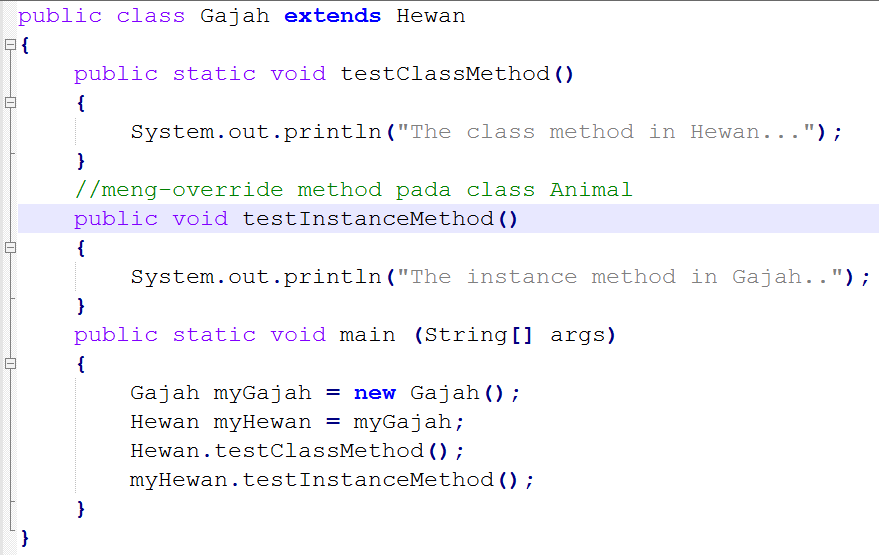 public class Gajah extends Hewan
{
public static void testClassMethod()
{
System.out.println("The class method in Hewan...");
}
//meng-override method pada class Animal
public void testInstanceMethod()
{
System.out.println("The instance method in Gajah..");
}
public static void main (String[] args)
{
Gajah myGajah = new Gajah();
Hewan myHewan = myGajah;
Hewan.testClassMethod();
myHewan.testInstanceMethod();
}
}